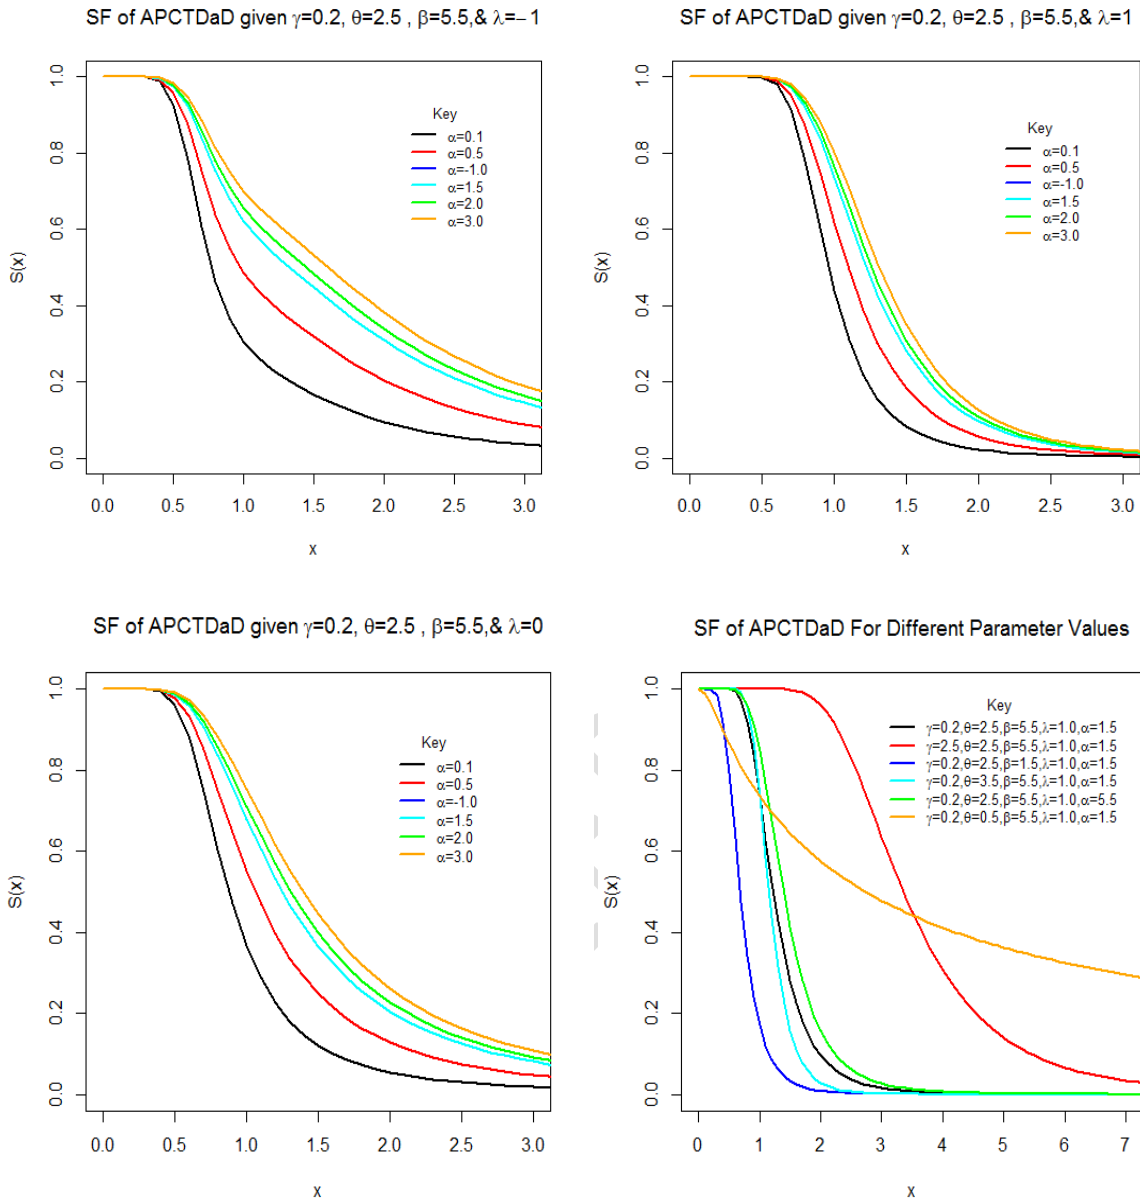 SF of APCTDaD given γ=0.2, θ=2.5 , β=5.5,& λ=−1
S(x)
1.0
0.8
0.6
0.4
0.2
0.0
Key
α=0.1
α=0.5
α=-1.0
α=1.5
α=2.0
α=3.0
0.0 0.5 1.0 1.5 2.0 2.5 3.0
x
SF of APCTDaD given γ=0.2, θ=2.5 , β=5.5,& λ=1
S(x)
1.0
0.8
0.6
0.4
0.2
0.0
Key
α=0.1
α=0.5
α=-1.0
α=1.5
α=2.0
α=3.0
0.0 0.5 1.0 1.5 2.0 2.5 3.0
x
SF of APCTDaD given γ=0.2, θ=2.5 , β=5.5,& λ=0
S(x)
1.0
0.8
0.6
0.4
0.2
0.0
Key
α=0.1
α=0.5
α=-1.0
α=1.5
α=2.0
α=3.0
0.0 0.5 1.0 1.5 2.0 2.5 3.0
x
SF of APCTDaD For Different Parameter Values
S(x)
1.0
0.8
0.6
0.4
0.2
0.0
Key
γ=0.2,θ=2.5,β=5.5,λ=1.0,α=1.5
γ=2.5,θ=2.5,β=5.5,λ=1.0,α=1.5
γ=0.2,θ=2.5,β=1.5,λ=1.0,α=1.5
γ=0.2,θ=3.5,β=5.5,λ=1.0,α=1.5
γ=0.2,θ=2.5,β=5.5,λ=1.0,α=5.5
γ=0.2,θ=0.5,β=5.5,λ=1.0,α=1.5
0 1 2 3 4 5 6 7
x